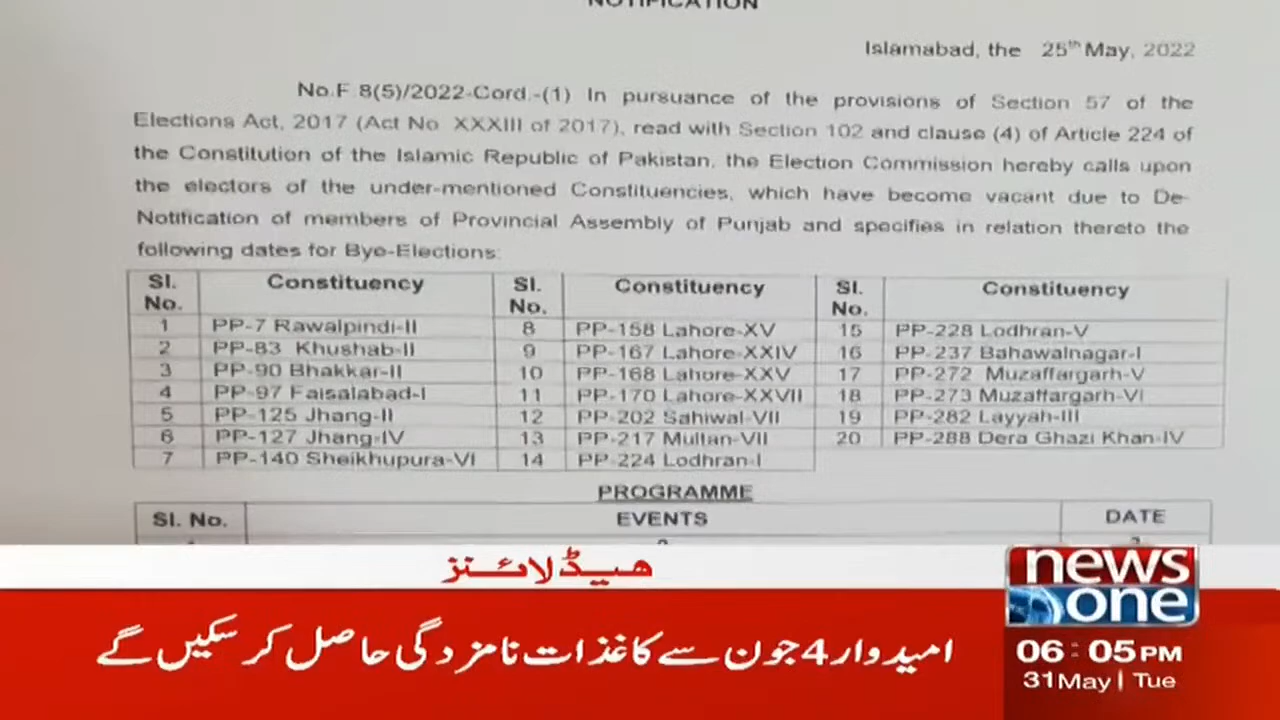 NOTIFICATION
Islamabad, the 25th May, 2022
No.F 8(5)/2022-Cord.-(1) In pursuance of the provisions of Section 57 of the
Elections Act, 2017 (Act No XXXIII of 2017), read with Section 102 and clause (4) of Article 224 of
the Constitution of the Islamic Republic of Pakistan, the Election Commission hereby calls upon
the electors of the under-mentioned Constituencies, which have become vacant due to De-
Notification of members of Provincial Assembly of Punjab and specifies in relation thereto the
following dates for Bye-Elections:
Sl. No. Constituency Sl. No. Constituency Sl. No. Constituency
1 PP-7 Rawalpindi-II 8 PP-158 Lahore-XV 15 PP-228 Lodhran-V
2 PP-83 Khushab-II 9 PP-167 Lahore-XXIV 16 PP-237 Bahawalnagar-I
3 PP-90 Bhakkar-II 10 PP-168 Lahore-XXV 17 PP-272 Muzaffargarh-V
4 PP-97 Faisalabad-I 11 PP-170 Lahore-XXVII 18 PP-273 Muzaffargarh-VI
5 PP-125 Jhang-II 12 PP-202 Sahiwal-VII 19 PP-282 Layyah-III
6 PP-127 Jhang-IV 13 PP-217 Multan-VII 20 PP-288 Dera Ghazi Khan-IV
7 PP-140 Sheikhupura-VI 14 PP-224 Lodhran-I
PROGRAMME
Sl. No. EVENTS DATE
ہیڈلائنز
امیدوار 4 جون سے کاغذات نامزدگی حاصل کر سکیں گے
news
one
06:05 PM
31 May | Tue